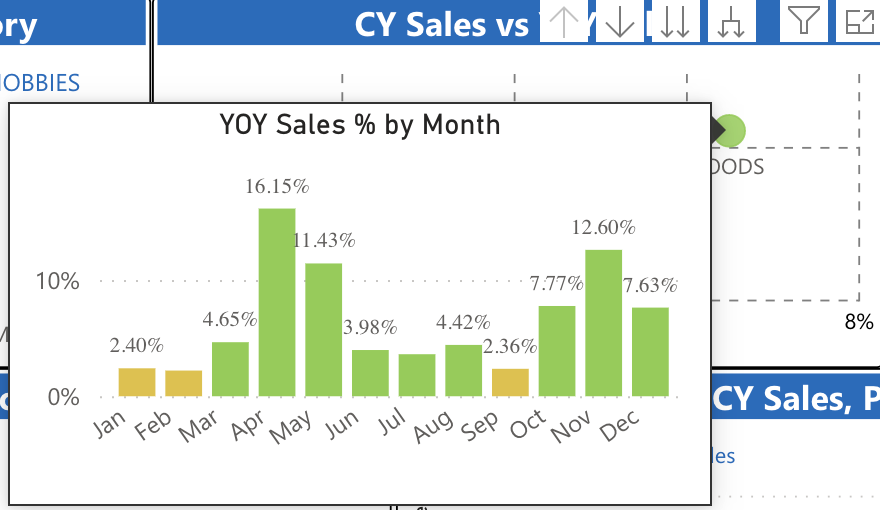 ory
CY Sales vs
HOBBIES
YOY Sales % by Month
OODS
16.15%
12.60%
11.43%
10%
7.77%
7.63%
4.65%
3.98%
4.42%
2.40%
2.36%
8%
0%
Jan
Feb
Mar
Apr
May
Jun
Jul
Aug
Sep
Oct
Nov
Dec
CY Sales, P
les